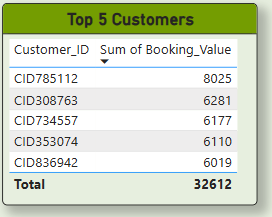 Top 5 Customers
Customer_ID Sum of Booking_Value
CID785112 8025
CID308763 6281
CID734557 6177
CID353074 6110
CID836942 6019
Total 32612